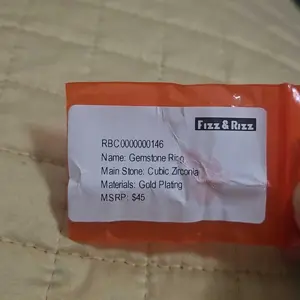 Fizz & Rizz
RBC0000000146
Name: Gemstone Ring
Main Stone: Cubic Zirconia
Materials: Gold Plating
MSRP: $45